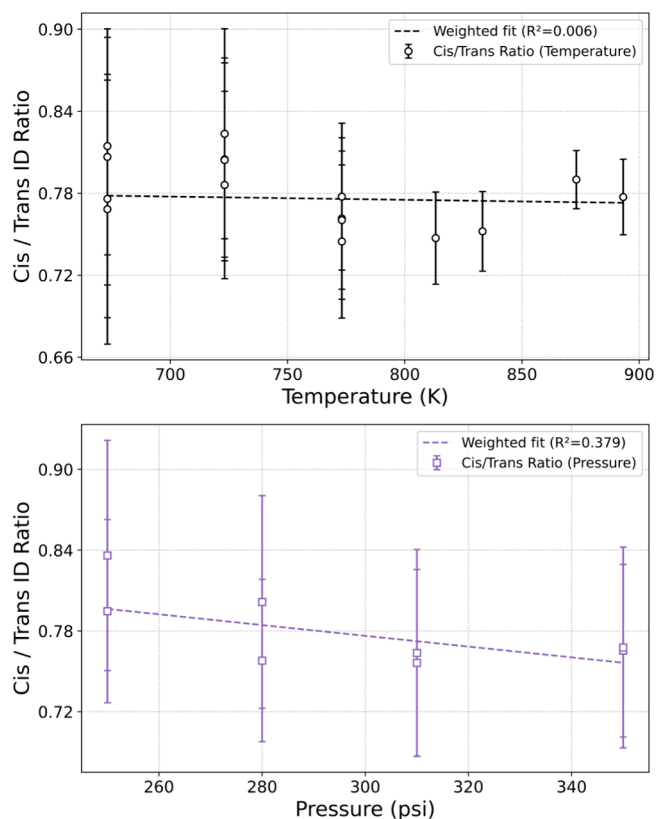 Cis / Trans ID Ratio
0.90
0.84
0.78
0.72
0.66
Weighted fit (R²=0.006)
Cis/Trans Ratio (Temperature)
700 750 800 850 900
Temperature (K)
Cis / Trans ID Ratio
0.90
0.84
0.78
0.72
Weighted fit (R²=0.379)
Cis/Trans Ratio (Pressure)
260 280 300 320 340
Pressure (psi)